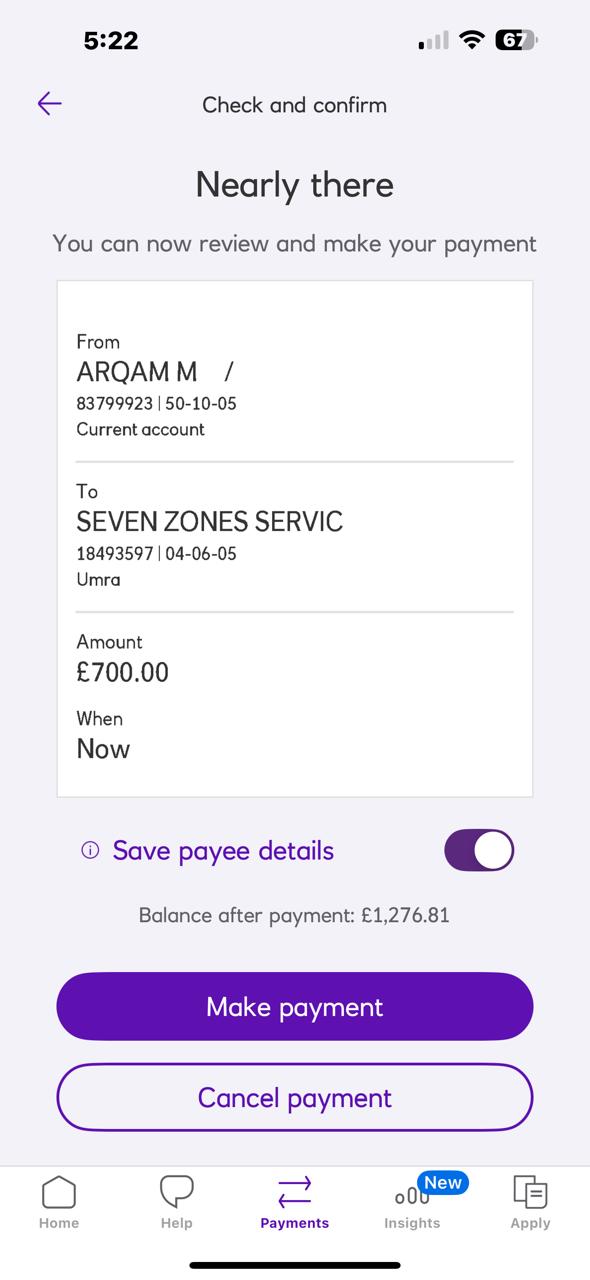 5:22
67
Check and confirm
Nearly there
You can now review and make your payment
From
ARQAM M /
83799923 | 50-10-05
Current account
To
SEVEN ZONES SERVIC
18493597 | 04-06-05
Umra
Amount
£700.00
When
Now
Save payee details
Balance after payment: £1,276.81
Make payment
Cancel payment
New
Home Help Payments Insights Apply